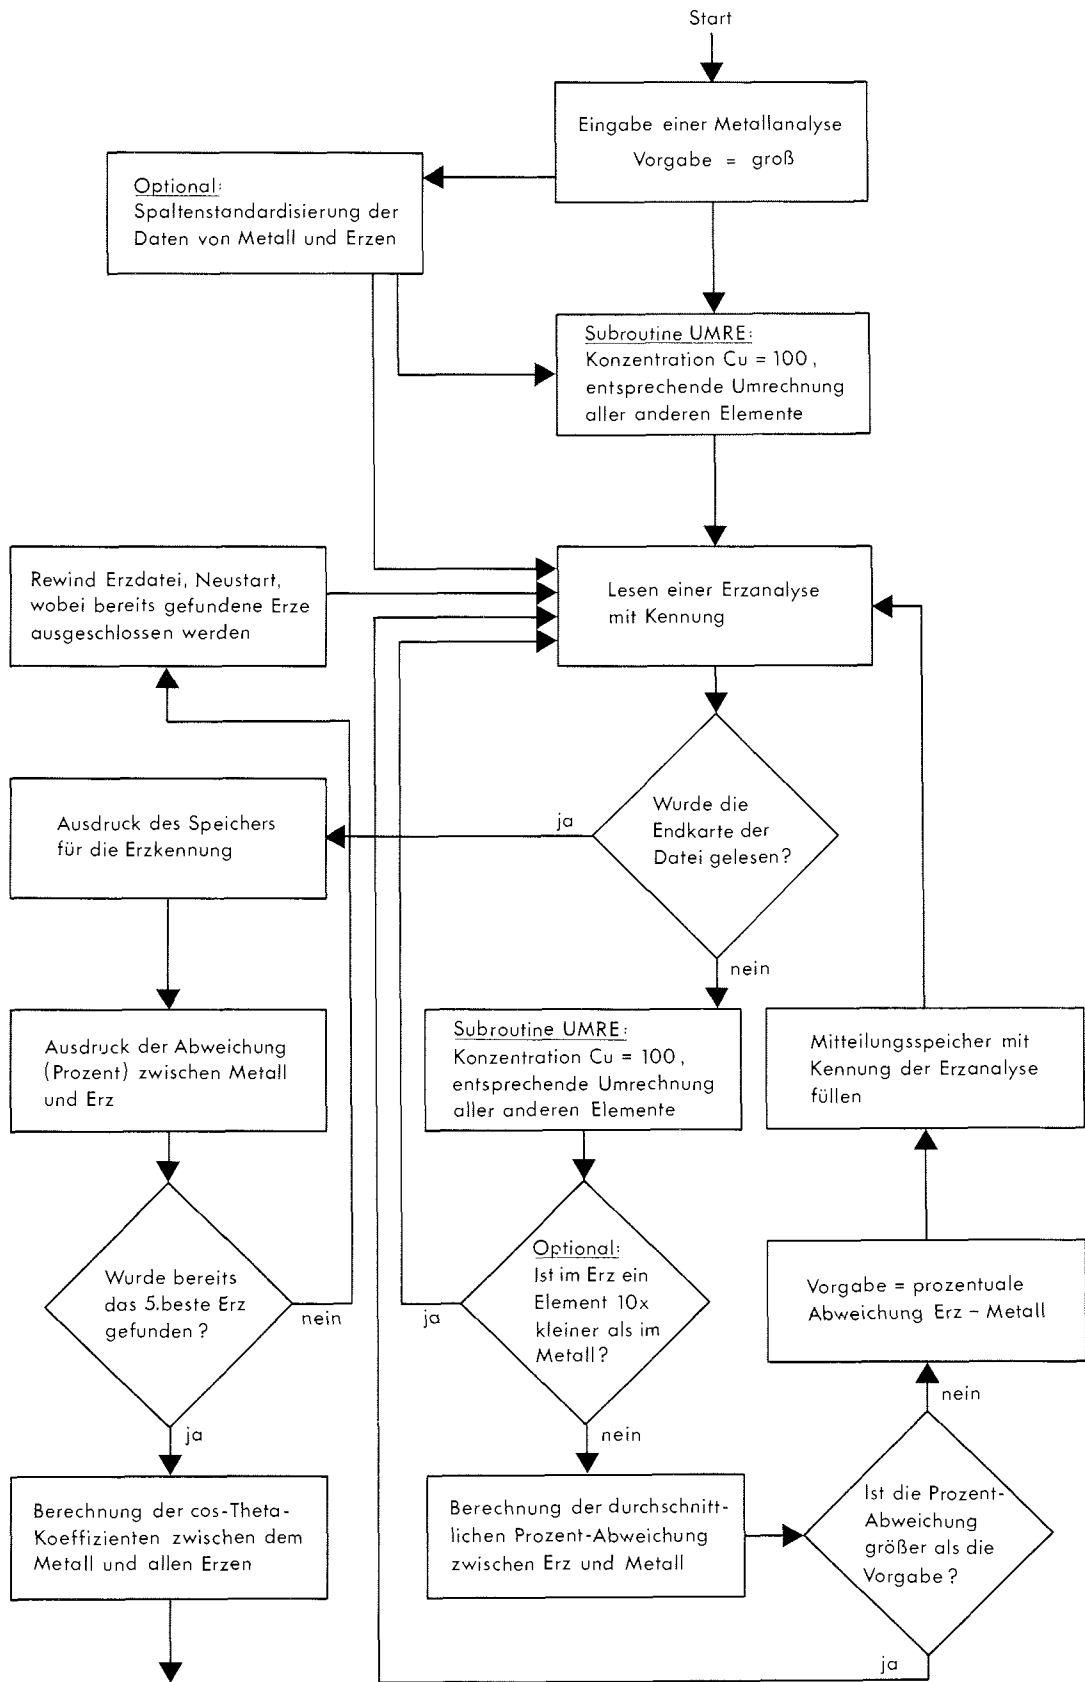 Start
Eingabe einer Metallanalyse
Vorgabe = groß
Optional:
Spaltenstandardisierung der
Daten von Metall und Erzen
Subroutine UMRE:
Konzentration Cu = 100,
entsprechende Umrechnung
aller anderen Elemente
Rewind Erzdatei, Neustart,
wobei bereits gefundene Erze
ausgeschlossen werden
Lesen einer Erzanalyse
mit Kennung
Wurde die
Endkarte der
Datei gelesen?
ja
nein
Ausdruck des Speichers
für die Erzkennung
Ausdruck der Abweichung
(Prozent) zwischen Metall
und Erz
Subroutine UMRE:
Konzentration Cu = 100,
entsprechende Umrechnung
aller anderen Elemente
Mitteilungsspeicher mit
Kennung der Erzanalyse
füllen
Wurde bereits
das 5.beste Erz
gefunden?
nein
ja
Optional:
Ist im Erz ein
Element 10x
kleiner als im
Metall?
ja
nein
Vorgabe = prozentuale
Abweichung Erz – Metall
nein
Berechnung der cos-Theta-
Koeffizienten zwischen dem
Metall und allen Erzen
Berechnung der durchschnitt-
lichen Prozent-Abweichung
zwischen Erz und Metall
Ist die Prozent-
Abweichung
größer als die
Vorgabe?
ja